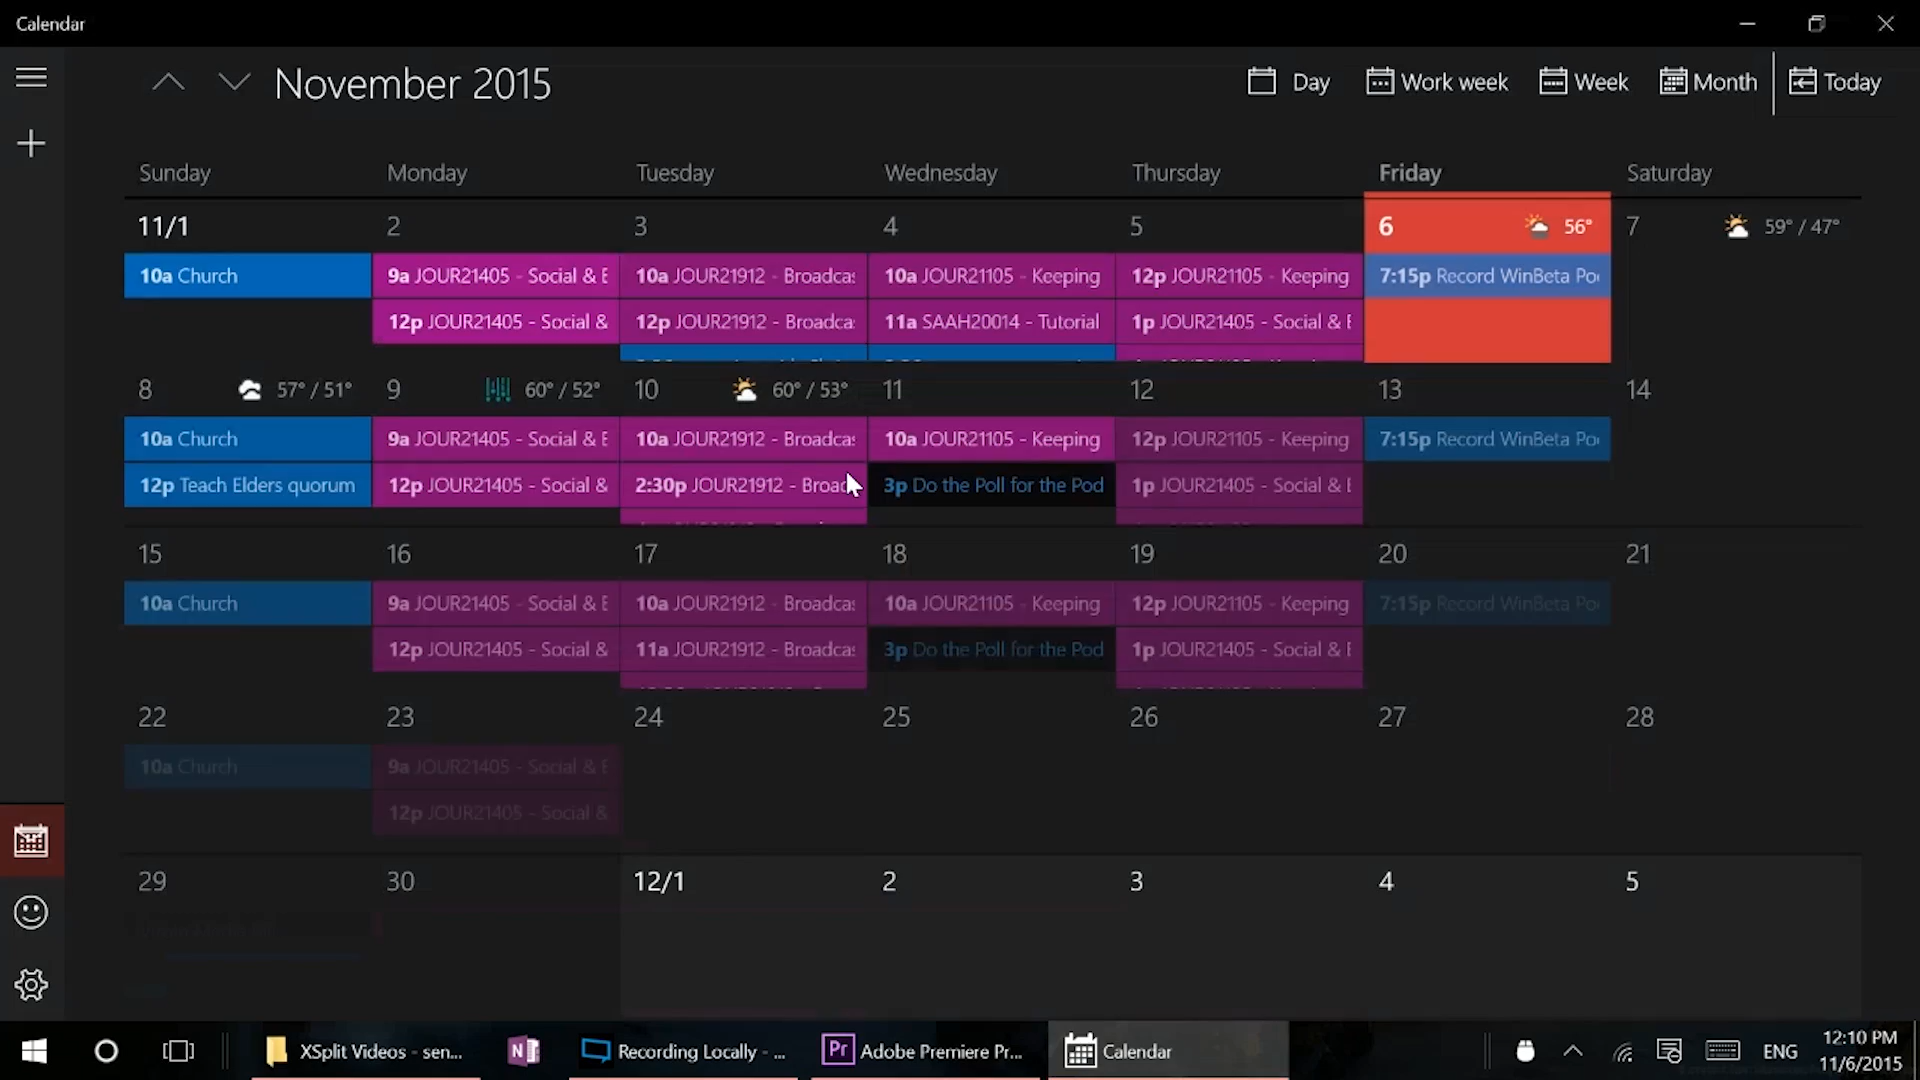 Calendar
November 2015
Day
Work week
Week
Month
Today
Sunday
Monday
Tuesday
Wednesday
Thursday
Friday
Saturday
11/1
2
3
4
5
6
56°
7
59° / 47°
10a Church
9a JOUR21405 - Social & E
10a JOUR21912 - Broadcas
10a JOUR21105 - Keeping
12p JOUR21105 - Keeping
7:15p Record WinBeta Po
12p JOUR21405 - Social &
12p JOUR21912 - Broadca
11a SAAH20014 - Tutorial
1p JOUR21405 - Social & E
8
57° / 51°
9
60° / 52°
10
60° / 53°
11
12
13
14
10a Church
9a JOUR21405 - Social & E
10a JOUR21912 - Broadcas
10a JOUR21105 - Keeping
12p JOUR21105 - Keeping
7:15p Record WinBeta Po
12p Teach Elders quorum
12p JOUR21405 - Social &
2:30p JOUR21912 - Broad
3p Do the Poll for the Pod
1p JOUR21405 - Social & E
15
16
17
18
19
20
21
10a Church
9a JOUR21405 - Social & E
10a JOUR21912 - Broadcas
10a JOUR21105 - Keeping
12p JOUR21105 - Keeping
7:15p Record WinBeta Po
12p JOUR21405 - Social &
11a JOUR21912 - Broadcas
3p Do the Poll for the Pod
1p JOUR21405 - Social & E
22
23
24
25
26
27
28
10a Church
9a JOUR21405 - Social & E
12p JOUR21405 - Social &
29
30
12/1
2
3
4
5
XSplit Videos - sen...
N
Recording Locally - ...
Pr
Adobe Premiere Pr...
Calendar
ENG
12:10 PM
11/6/2015